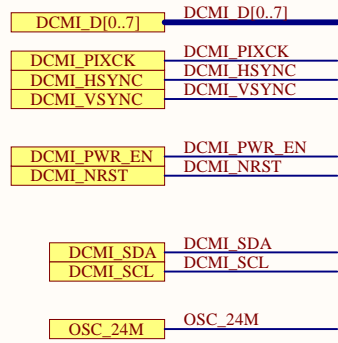 DCMI_D[0..7] DCMI_D[0..7]
DCMI_PIXCK DCMI_PIXCK
DCMI_HSYNC DCMI_HSYNC
DCMI_VSYNC DCMI_VSYNC
DCMI_PWR_EN DCMI_PWR_EN
DCMI_NRST DCMI_NRST
DCMI_SDA DCMI_SDA
DCMI_SCL DCMI_SCL
OSC_24M OSC_24M